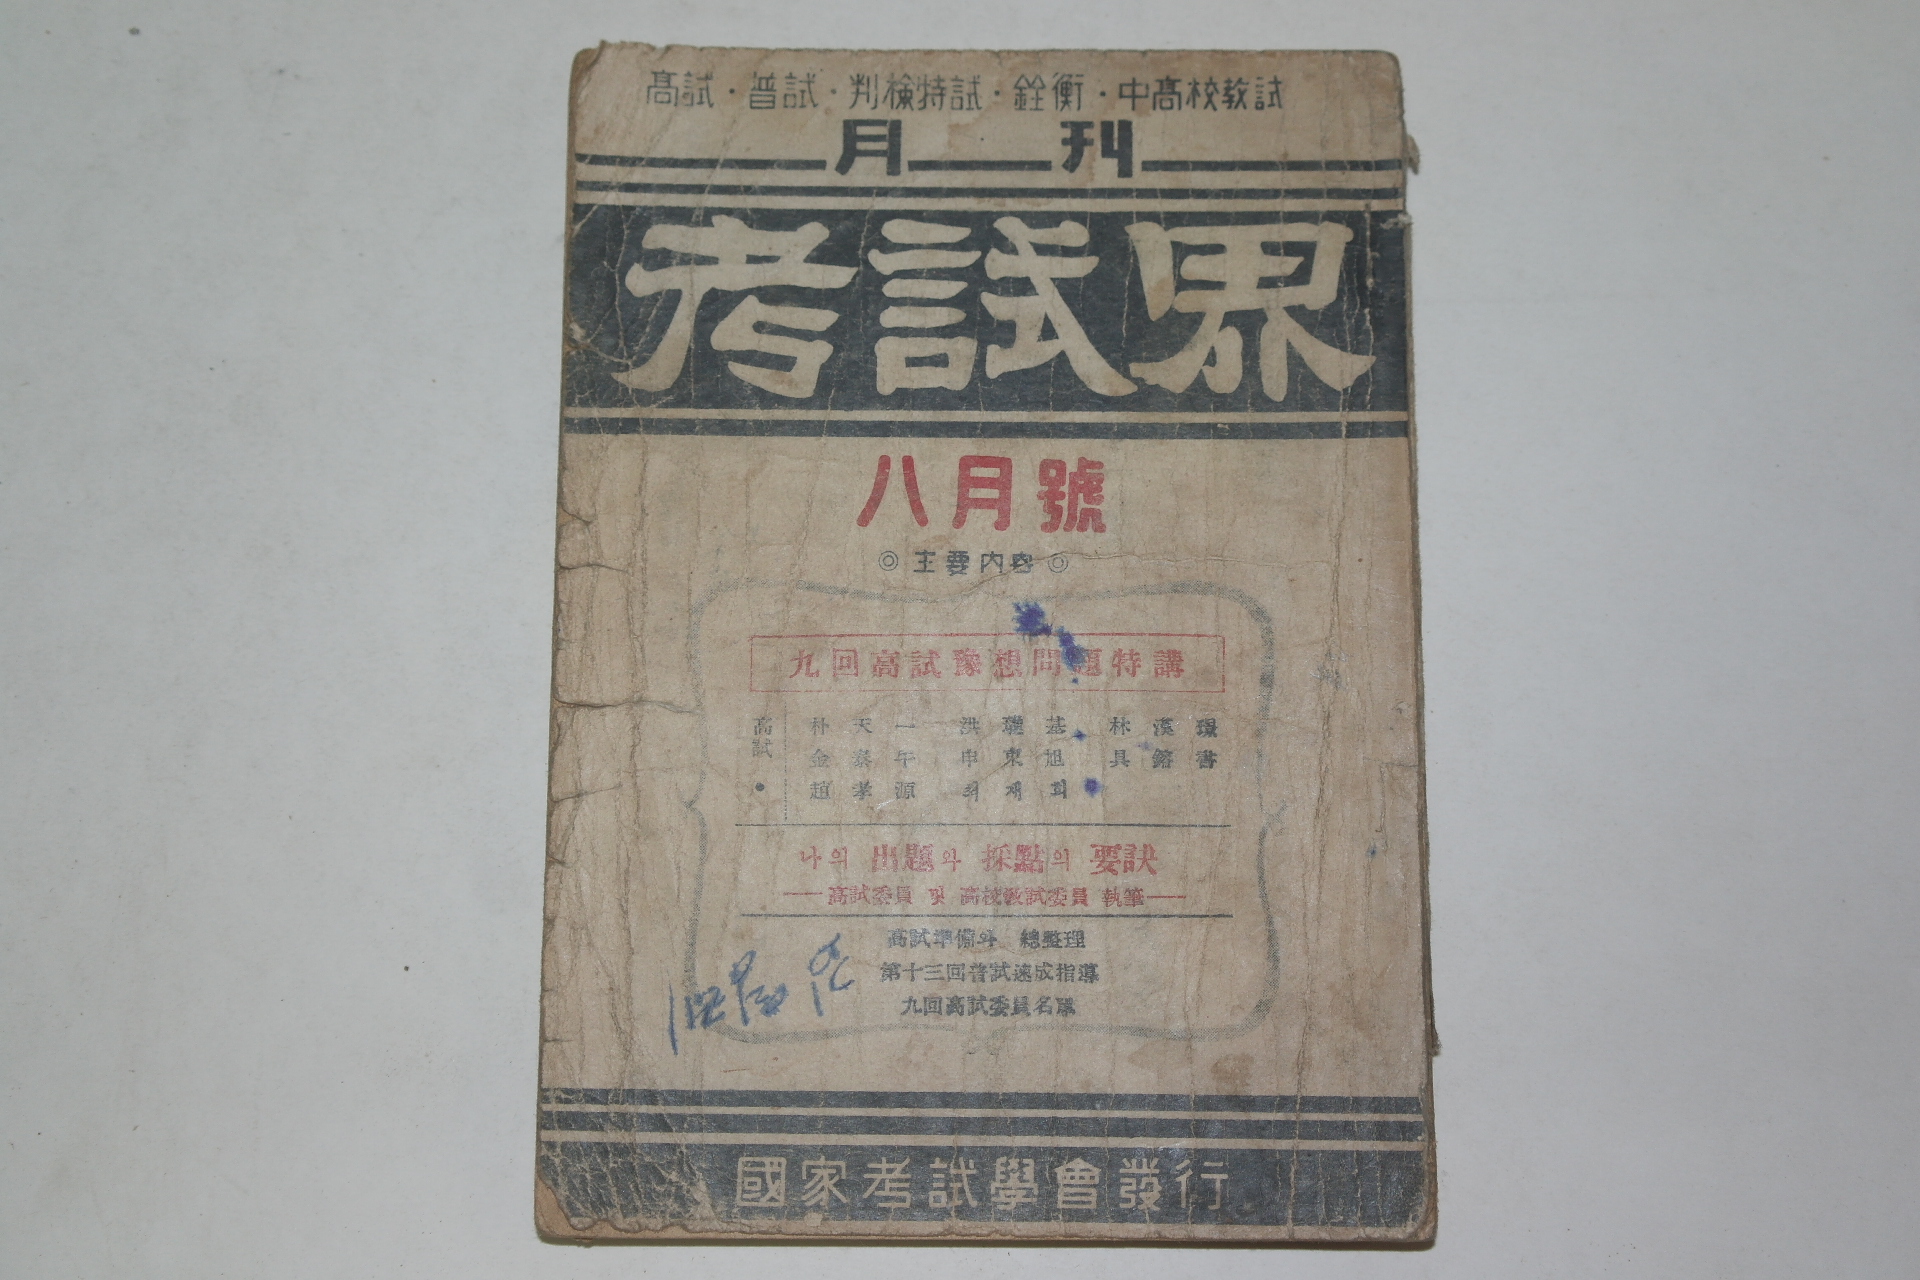 高試·普試·判檢特試·銓衡·中高校敎試
月刊
考試界
八月號
◎主要內容◎
九回高試豫想問題特講
高試
朴天一 洪璡基 林漢璟
金泰午 申東旭 具鎔書
趙孝源 최재희
나의 出題와 採點의 要訣
──高試委員 및 高校敎試委員 執筆──
高試準備와 總整理
第十三回普試速成指導
九回高試委員名單
國家考試學會發行